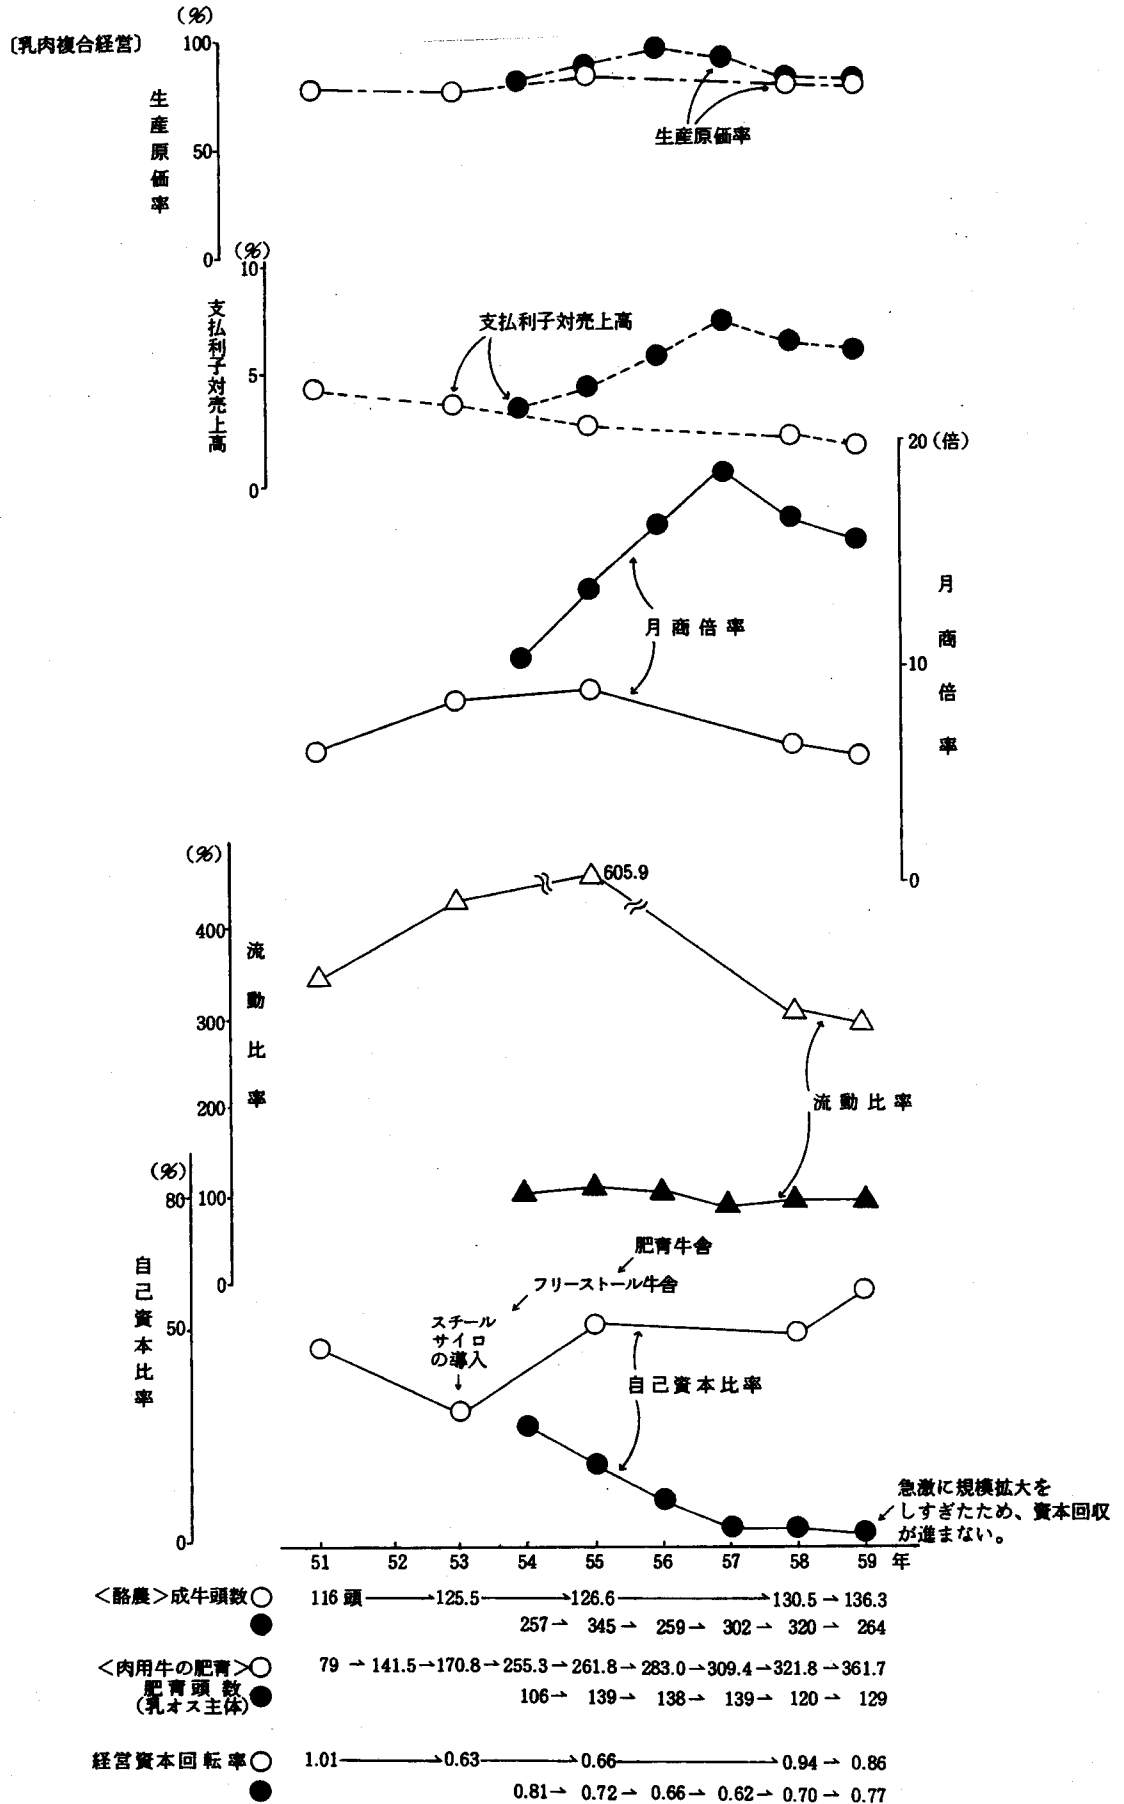 〔乳肉複合経営〕
(%)
100
50
0
生産原価率
生産原価率
(%)
10
5
0
支払利子対売上高
支払利子対売上高
20(倍)
10
0
月商倍率
月商倍率
(%)
400
300
200
100
0
流動比率
605.9
流動比率
(%)
80
50
0
自己資本比率
肥育牛舎
フリーストール牛舎
スチール
サイロ
の導入
自己資本比率
急激に規模拡大を
しすぎたため、資本回収
が進まない。
51 52 53 54 55 56 57 58 59 年
<酪農>成牛頭数○ 116頭→125.5→126.6→130.5→136.3
● 257→ 345→ 259→ 302→ 320→ 264
<肉用牛の肥育>○ 79→141.5→170.8→255.3→261.8→283.0→309.4→321.8→361.7
肥育頭数
(乳オス主体)● 106→ 139→ 138→ 139→ 120→ 129
経営資本回転率○ 1.01→0.63→0.66→0.94→0.86
● 0.81→ 0.72→ 0.66→ 0.62→ 0.70→ 0.77